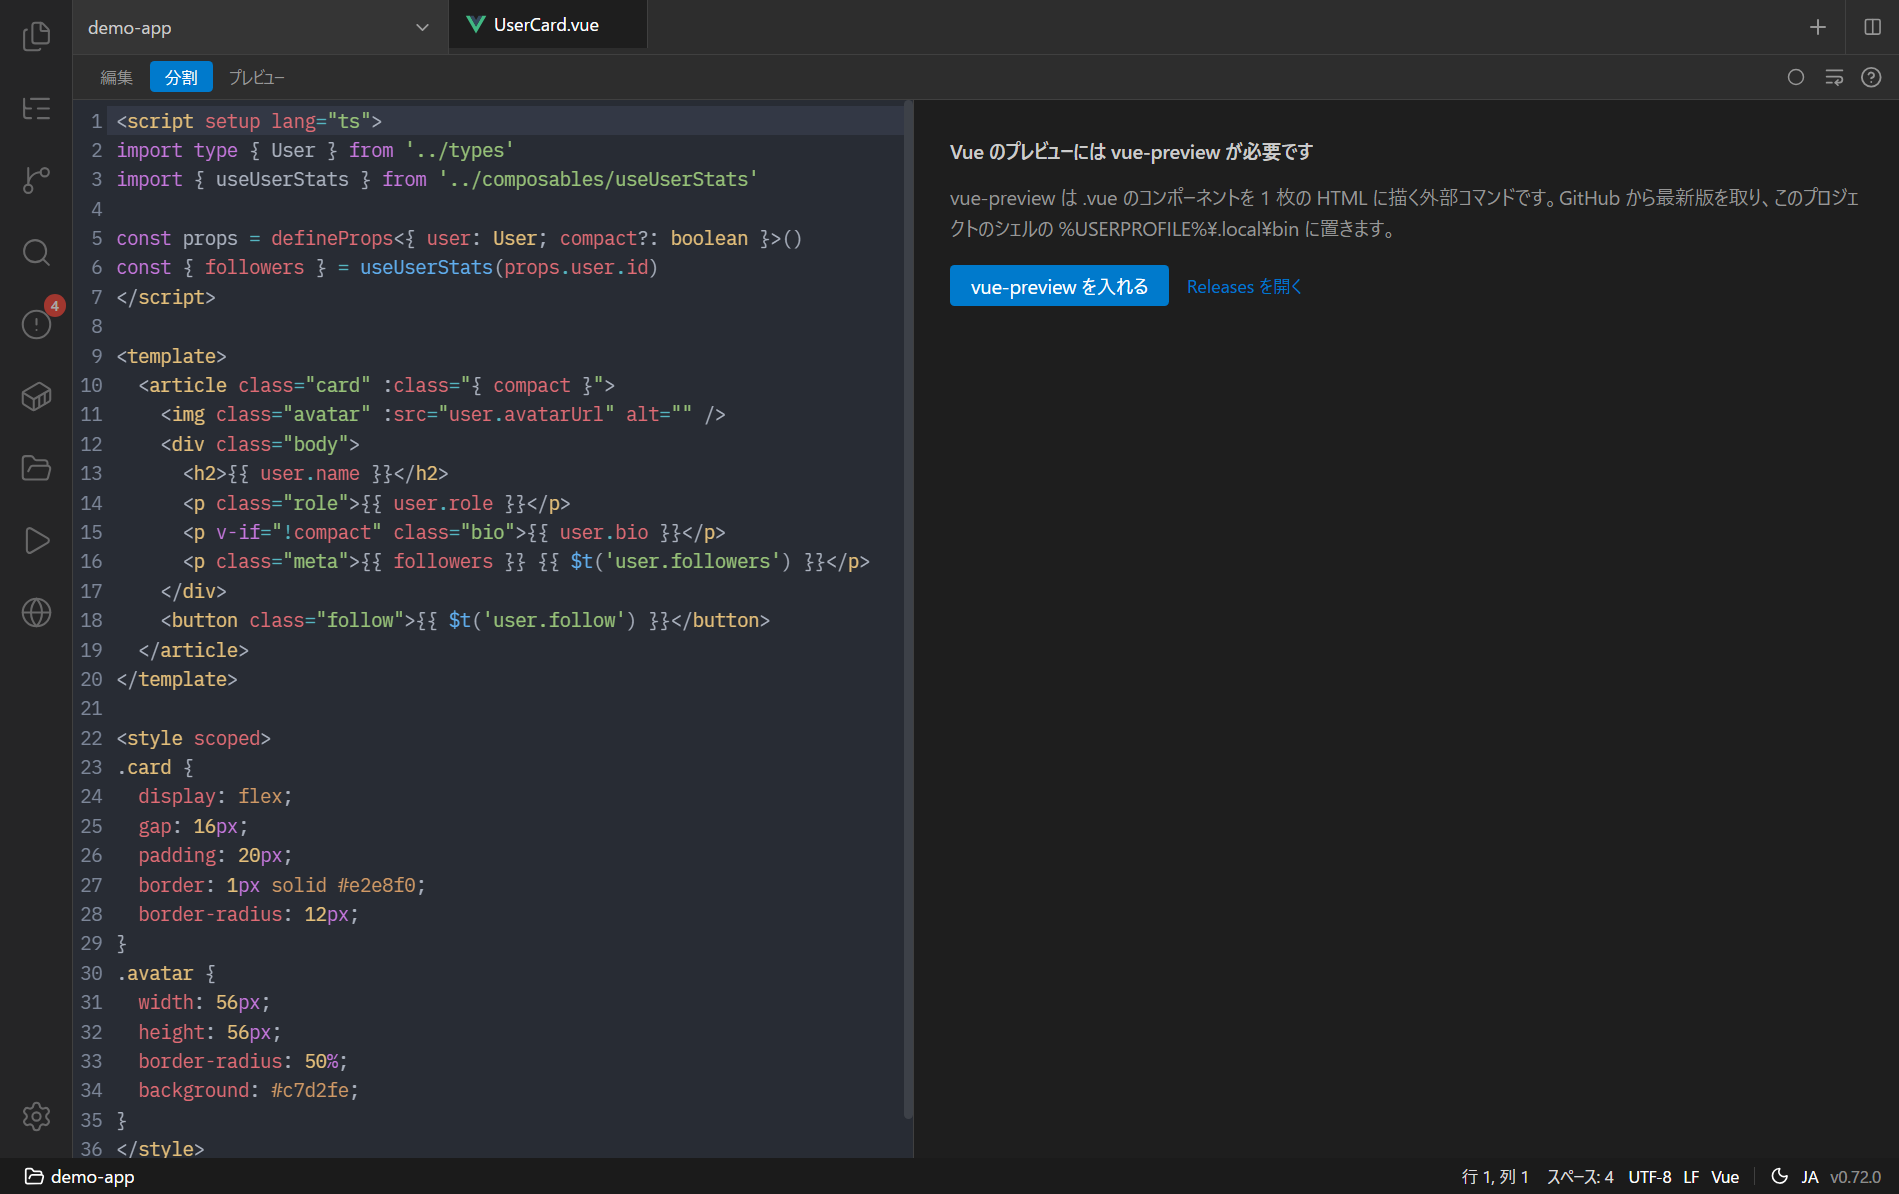 demo-app
UserCard.vue
編集 分割 プレビュー
4
1 <script setup lang="ts">
2 import type { User } from '../types'
3 import { useUserStats } from '../composables/useUserStats'
4
5 const props = defineProps<{ user: User; compact?: boolean }>()
6 const { followers } = useUserStats(props.user.id)
7 </script>
8
9 <template>
10   <article class="card" :class="{ compact }">
11     <img class="avatar" :src="user.avatarUrl" alt="" />
12     <div class="body">
13       <h2>{{ user.name }}</h2>
14       <p class="role">{{ user.role }}</p>
15       <p v-if="!compact" class="bio">{{ user.bio }}</p>
16       <p class="meta">{{ followers }} {{ $t('user.followers') }}</p>
17     </div>
18     <button class="follow">{{ $t('user.follow') }}</button>
19   </article>
20 </template>
21
22 <style scoped>
23 .card {
24   display: flex;
25   gap: 16px;
26   padding: 20px;
27   border: 1px solid #e2e8f0;
28   border-radius: 12px;
29 }
30 .avatar {
31   width: 56px;
32   height: 56px;
33   border-radius: 50%;
34   background: #c7d2fe;
35 }
36 </style>
Vue のプレビューには vue-preview が必要です
vue-preview は .vue のコンポーネントを 1 枚の HTML に描く外部コマンドです。GitHub から最新版を取り、このプロジェ
クトのシェルの %USERPROFILE%¥.local¥bin に置きます。
vue-preview を入れる Releases を開く
demo-app
行 1, 列 1 スペース: 4 UTF-8 LF Vue JA v0.72.0